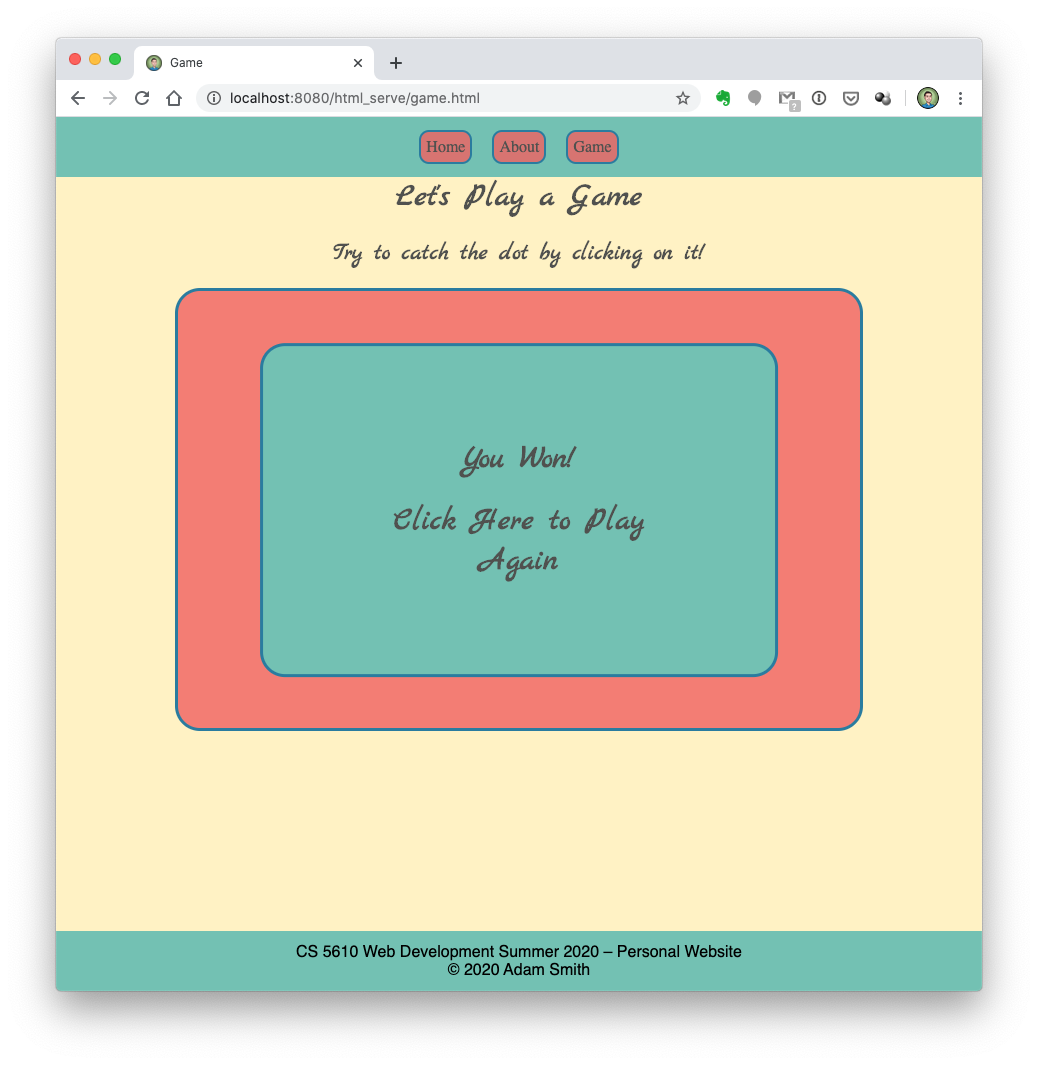 Game
localhost:8080/html_serve/game.html
?
Home About Game
Let's Play a Game
Try to catch the dot by clicking on it!
You Won!
Click Here to Play
Again
CS 5610 Web Development Summer 2020 – Personal Website
© 2020 Adam Smith